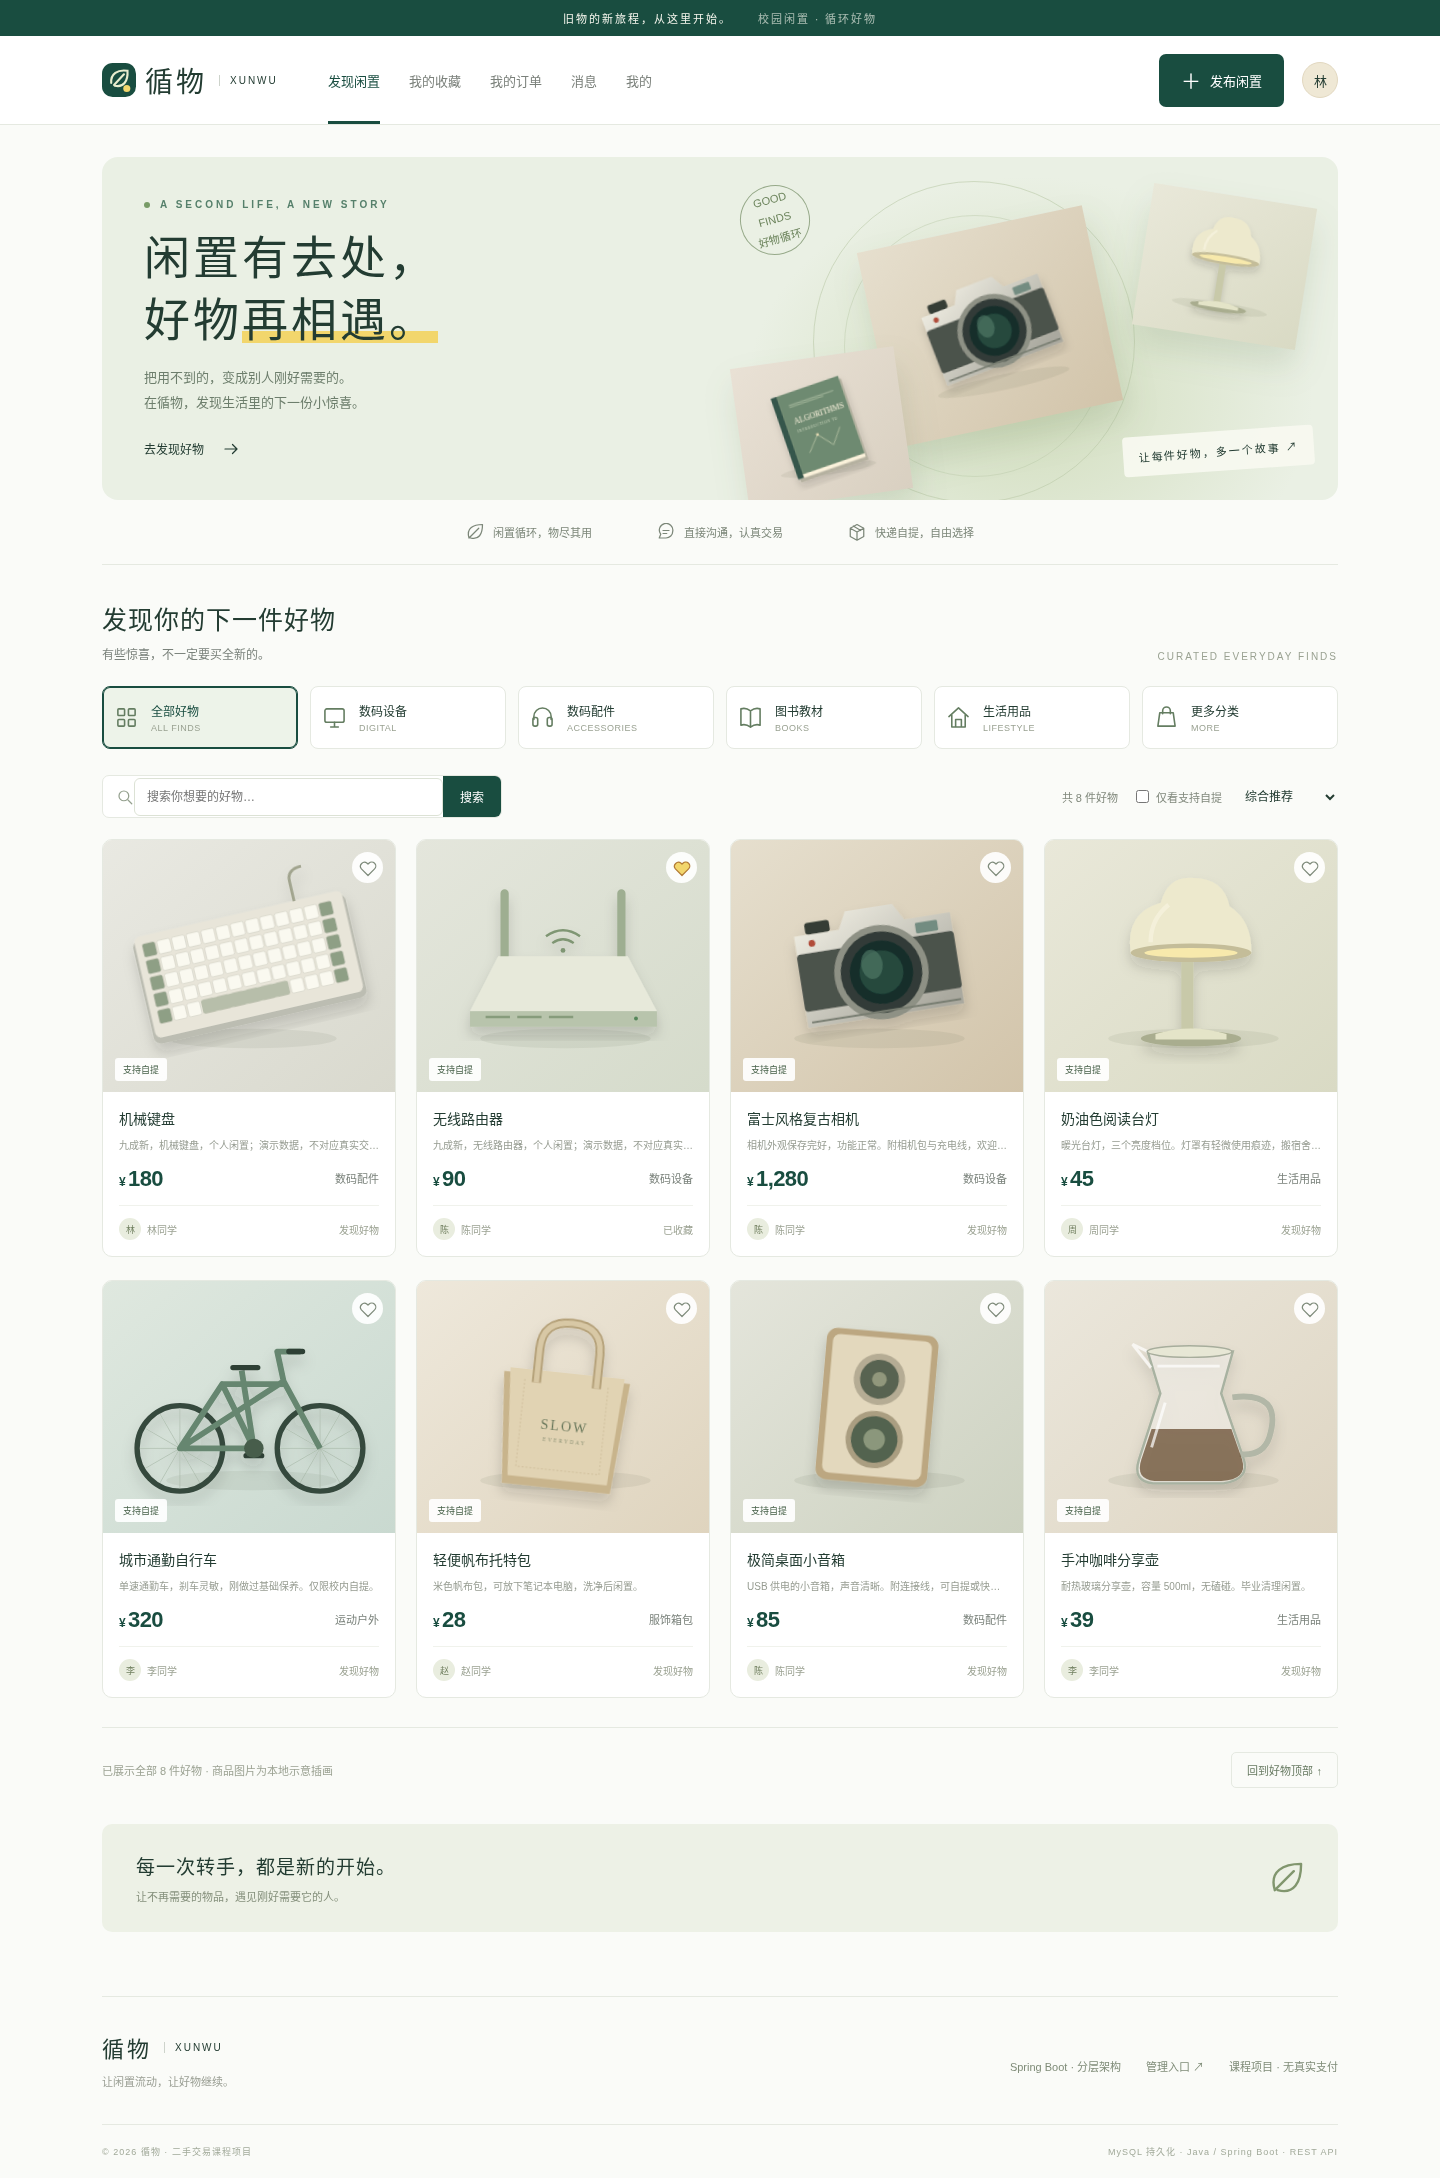 旧物的新旅程，从这里开始。 校园闲置 · 循环好物
循物 XUNWU 发现闲置 我的收藏 我的订单 消息 我的 发布闲置 林
A SECOND LIFE, A NEW STORY
闲置有去处，
好物再相遇。
把用不到的，变成别人刚好需要的。
在循物，发现生活里的下一份小惊喜。
去发现好物 →
GOOD
FINDS
好物循环
ALGORITHMS
让每件好物，多一个故事 ↗
闲置循环，物尽其用 直接沟通，认真交易 快递自提，自由选择
发现你的下一件好物
有些惊喜，不一定要买全新的。 CURATED EVERYDAY FINDS
全部好物 数码设备 数码配件 图书教材 生活用品 更多分类
ALL FINDS DIGITAL ACCESSORIES BOOKS LIFESTYLE MORE
搜索你想要的好物… 搜索 共 8 件好物 仅看支持自提 综合推荐
支持自提 支持自提 支持自提 支持自提
机械键盘 无线路由器 富士风格复古相机 奶油色阅读台灯
九成新，机械键盘，个人闲置；演示数据，不对应真实交… 九成新，无线路由器，个人闲置；演示数据，不对应真实… 相机外观保存完好，功能正常。附相机包与充电线，欢迎… 暖光台灯，三个亮度档位。灯罩有轻微使用痕迹，搬宿舍…
¥180 数码配件 ¥90 数码设备 ¥1,280 数码设备 ¥45 生活用品
林 林同学 发现好物 陈 陈同学 已收藏 陈 陈同学 发现好物 周 周同学 发现好物
SLOW
EVERYDAY
支持自提 支持自提 支持自提 支持自提
城市通勤自行车 轻便帆布托特包 极简桌面小音箱 手冲咖啡分享壶
单速通勤车，刹车灵敏，刚做过基础保养。仅限校内自提。 米色帆布包，可放下笔记本电脑，洗净后闲置。 USB 供电的小音箱，声音清晰。附连接线，可自提或快… 耐热玻璃分享壶，容量 500ml，无磕碰。毕业清理闲置。
¥320 运动户外 ¥28 服饰箱包 ¥85 数码配件 ¥39 生活用品
李 李同学 发现好物 赵 赵同学 发现好物 陈 陈同学 发现好物 李 李同学 发现好物
已展示全部 8 件好物 · 商品图片为本地示意插画 回到好物顶部 ↑
每一次转手，都是新的开始。
让不再需要的物品，遇见刚好需要它的人。
循物 XUNWU
让闲置流动，让好物继续。 Spring Boot · 分层架构 管理入口 ↗ 课程项目 · 无真实支付
© 2026 循物 · 二手交易课程项目 MySQL 持久化 · Java / Spring Boot · REST API